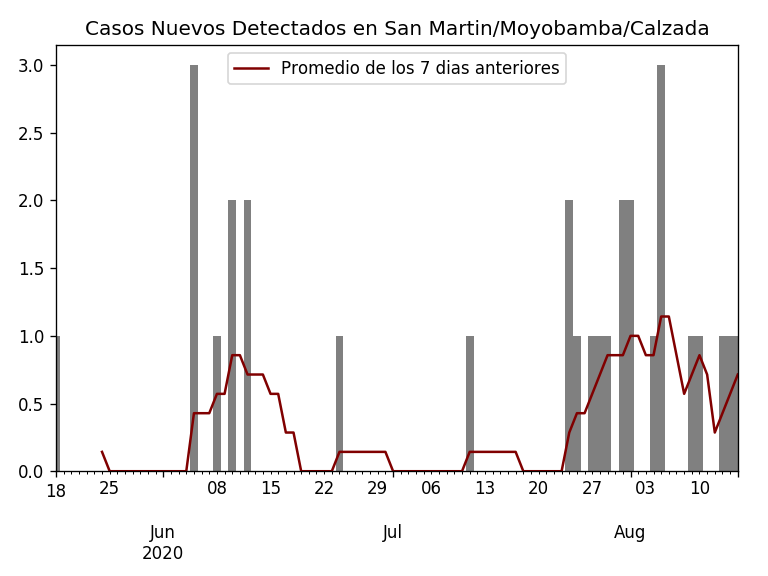 Casos Nuevos Detectados en San Martin/Moyobamba/Calzada
Promedio de los 7 dias anteriores
3.0
2.5
2.0
1.5
1.0
0.5
0.0
18 25 08 15 22 29 06 13 20 27 03 10
Jun Jul Aug
2020